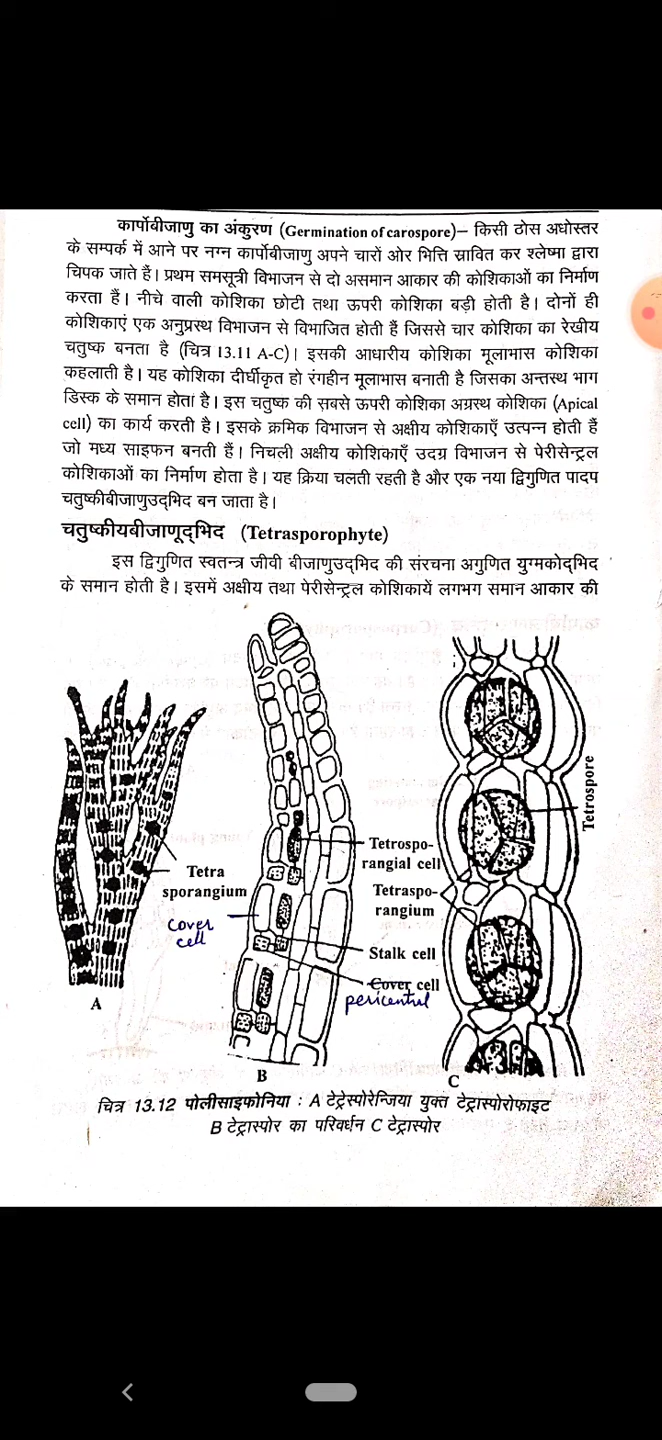 कार्पोबीजाणु का अंकुरण (Germination of carospore)– किसी ठोस अधोस्तर
के सम्पर्क में आने पर नग्न कार्पोबीजाणु अपने चारों ओर भित्ति स्रावित कर श्लेष्मा द्वारा
चिपक जाते हैं। प्रथम समसूत्री विभाजन से दो असमान आकार की कोशिकाओं का निर्माण
करता हैं। नीचे वाली कोशिका छोटी तथा ऊपरी कोशिका बड़ी होती है। दोनों ही
कोशिकाएं एक अनुप्रस्थ विभाजन से विभाजित होती हैं जिससे चार कोशिका का रेखीय
चतुष्क बनता है (चित्र 13.11 A-C)। इसकी आधारीय कोशिका मूलाभास कोशिका
कहलाती है। यह कोशिका दीर्घीकृत हो रंगहीन मूलाभास बनाती है जिसका अन्तस्थ भाग
डिस्क के समान होता है। इस चतुष्क की सबसे ऊपरी कोशिका अग्रस्थ कोशिका (Apical
cell) का कार्य करती है। इसके क्रमिक विभाजन से अक्षीय कोशिकाएँ उत्पन्न होती हैं
जो मध्य साइफन बनती हैं। निचली अक्षीय कोशिकाएँ उदग्र विभाजन से पेरीसेन्ट्रल
कोशिकाओं का निर्माण होता है। यह क्रिया चलती रहती है और एक नया द्विगुणित पादप
चतुष्कीबीजाणुउद्भिद बन जाता है।
चतुष्कीयबीजाणूद्भिद (Tetrasporophyte)
इस द्विगुणित स्वतन्त्र जीवी बीजाणुउद्भिद की संरचना अगुणित युग्मकोद्भिद
के समान होती है। इसमें अक्षीय तथा पेरीसेन्ट्रल कोशिकायें लगभग समान आकार की
Tetra
sporangium
cover
cell
Tetrospo-
rangial cell
Tetraspo-
rangium
Stalk cell
Cover cell
pericentral
Tetrospore
A
B
C
चित्र 13.12 पोलीसाइफोनिया : A टेट्रेस्पोरेन्जिया युक्त टेट्रास्पोरोफाइट
B टेट्रास्पोर का परिवर्धन C टेट्रास्पोर